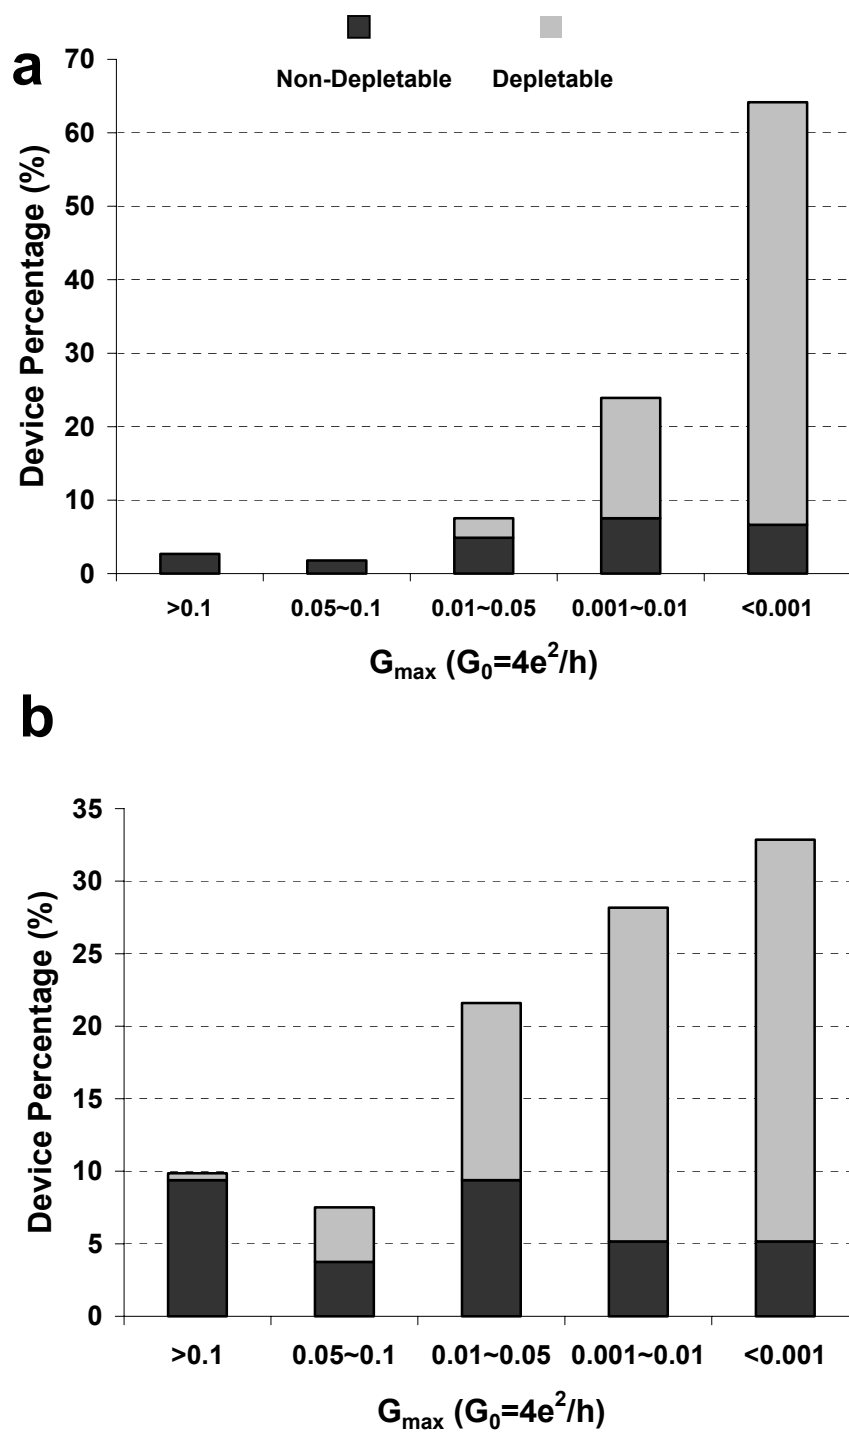 a
Non-Depletable Depletable
Device Percentage (%)
70
60
50
40
30
20
10
0
>0.1 0.05~0.1 0.01~0.05 0.001~0.01 <0.001
Gmax (G0=4e2/h)
b
Device Percentage (%)
35
30
25
20
15
10
5
0
>0.1 0.05~0.1 0.01~0.05 0.001~0.01 <0.001
Gmax (G0=4e2/h)